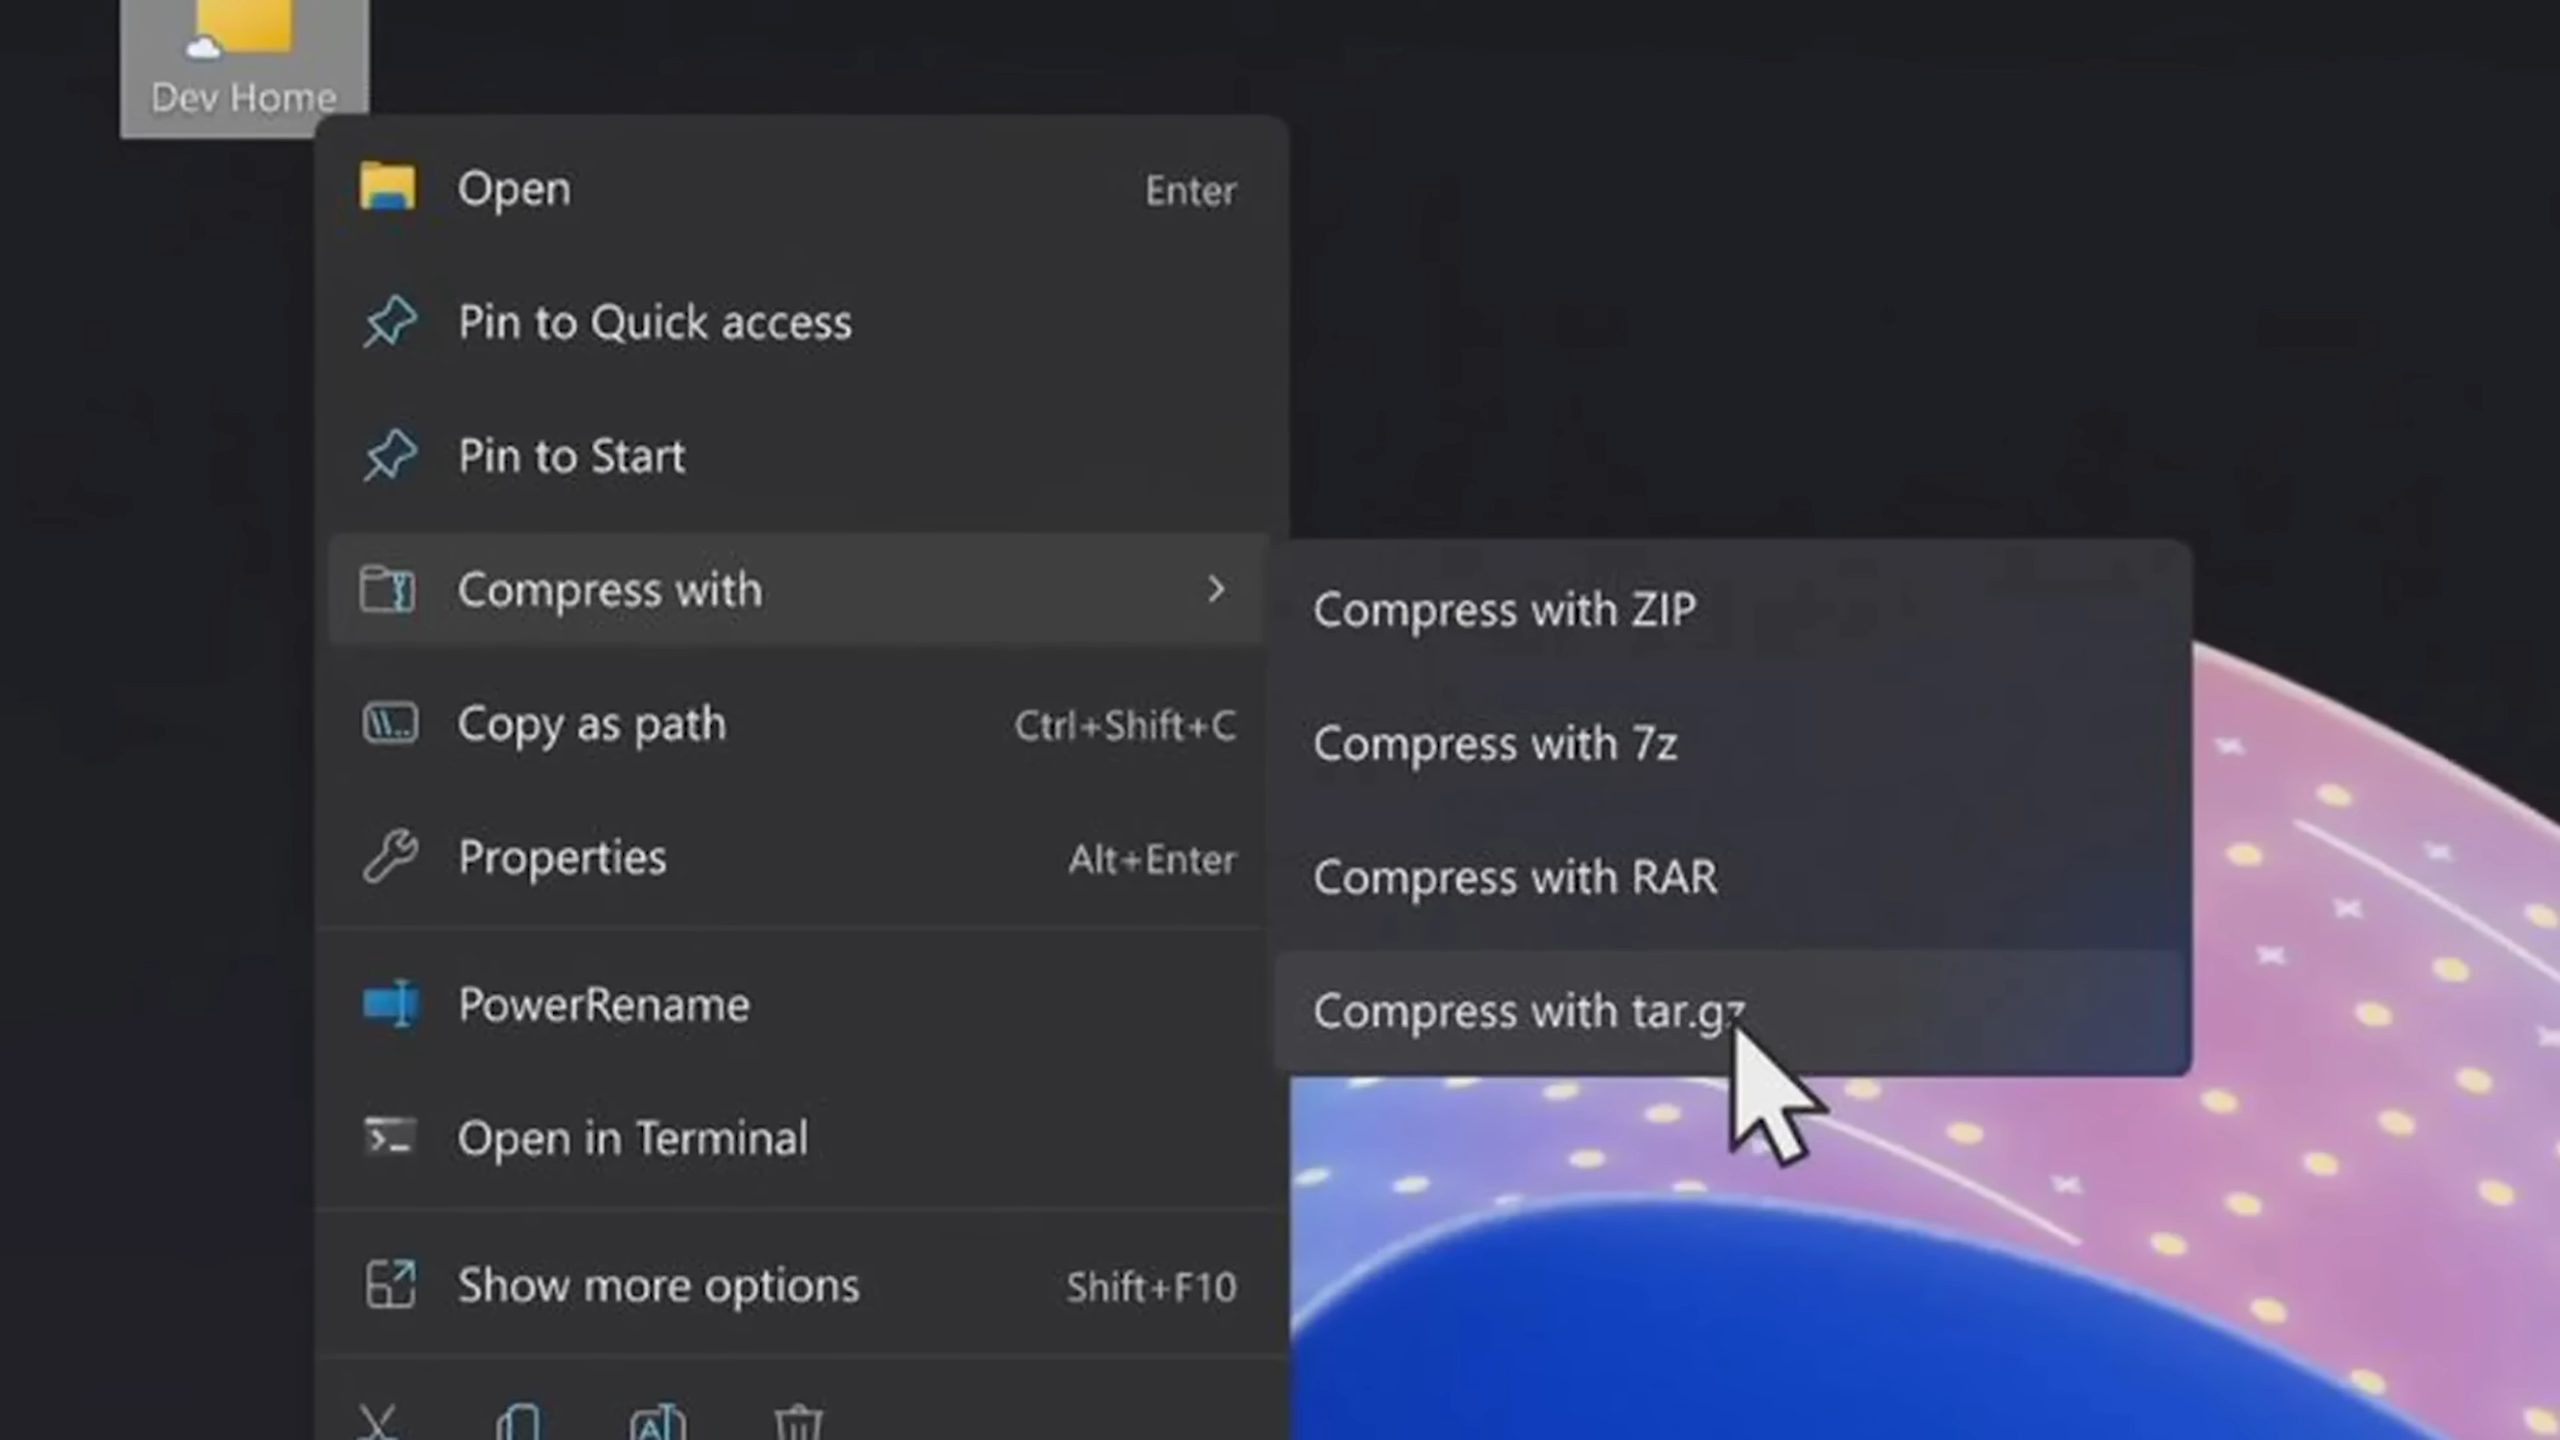 Dev Home
Open Enter
Pin to Quick access
Pin to Start
Compress with
Compress with ZIP
Compress with 7z
Compress with RAR
Compress with tar.gz
Copy as path Ctrl+Shift+C
Properties Alt+Enter
PowerRename
Open in Terminal
Show more options Shift+F10